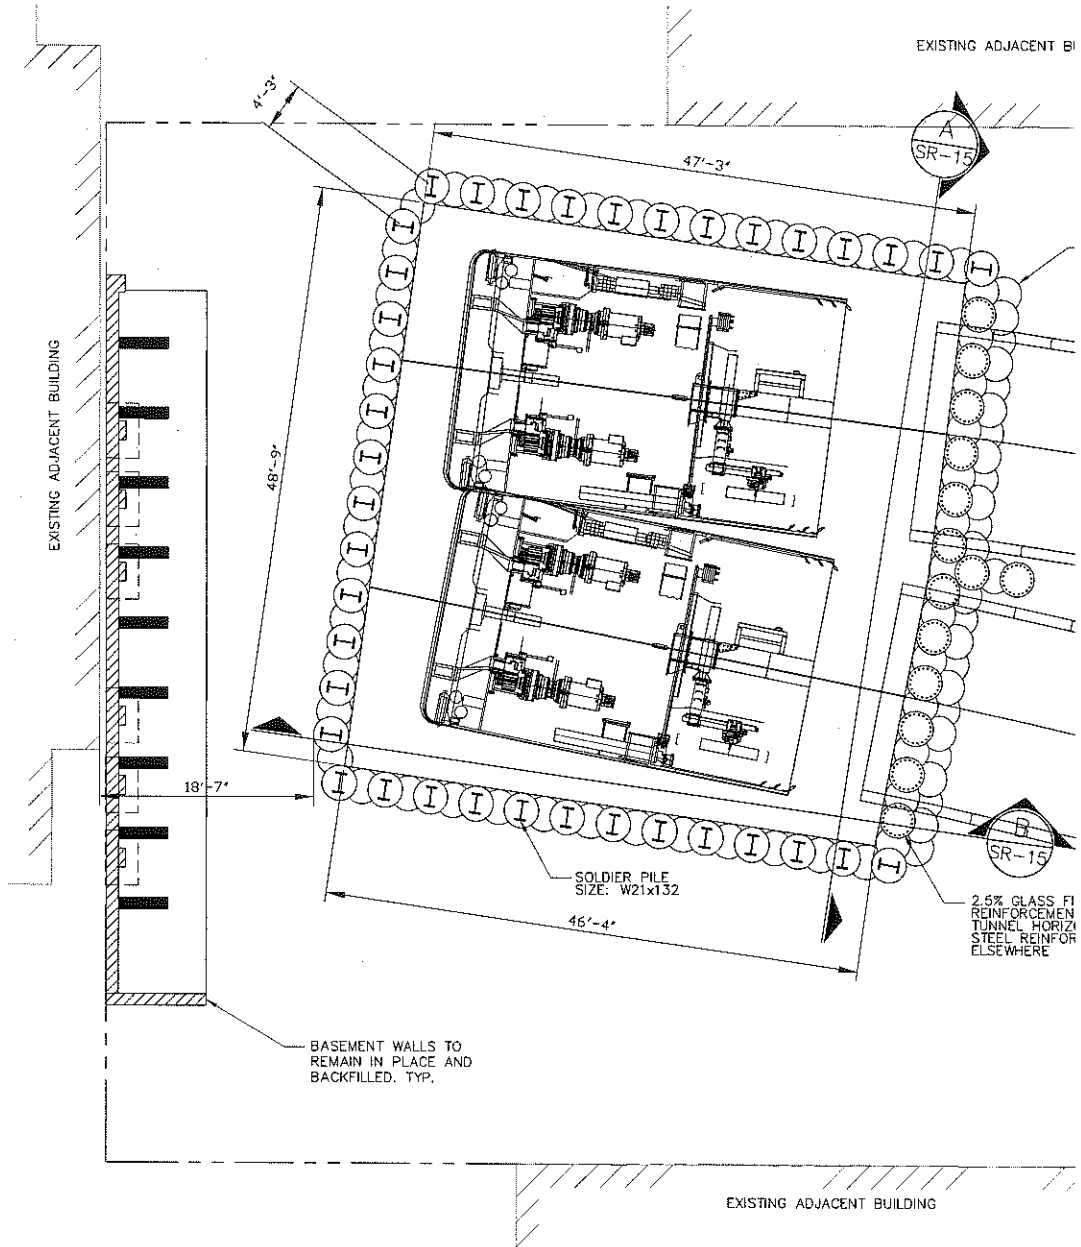 EXISTING ADJACENT BI
4'-3"
A
SR-15
47'-3"
EXISTING ADJACENT BUILDING
48'-9"
18'-7"
B
SR-15
SOLDIER PILE
SIZE: W21x132
46'-4"
2.5% GLASS FI
REINFORCEMEN
TUNNEL HORIZ
STEEL REINFOR
ELSEWHERE
BASEMENT WALLS TO
REMAIN IN PLACE AND
BACKFILLED. TYP.
EXISTING ADJACENT BUILDING